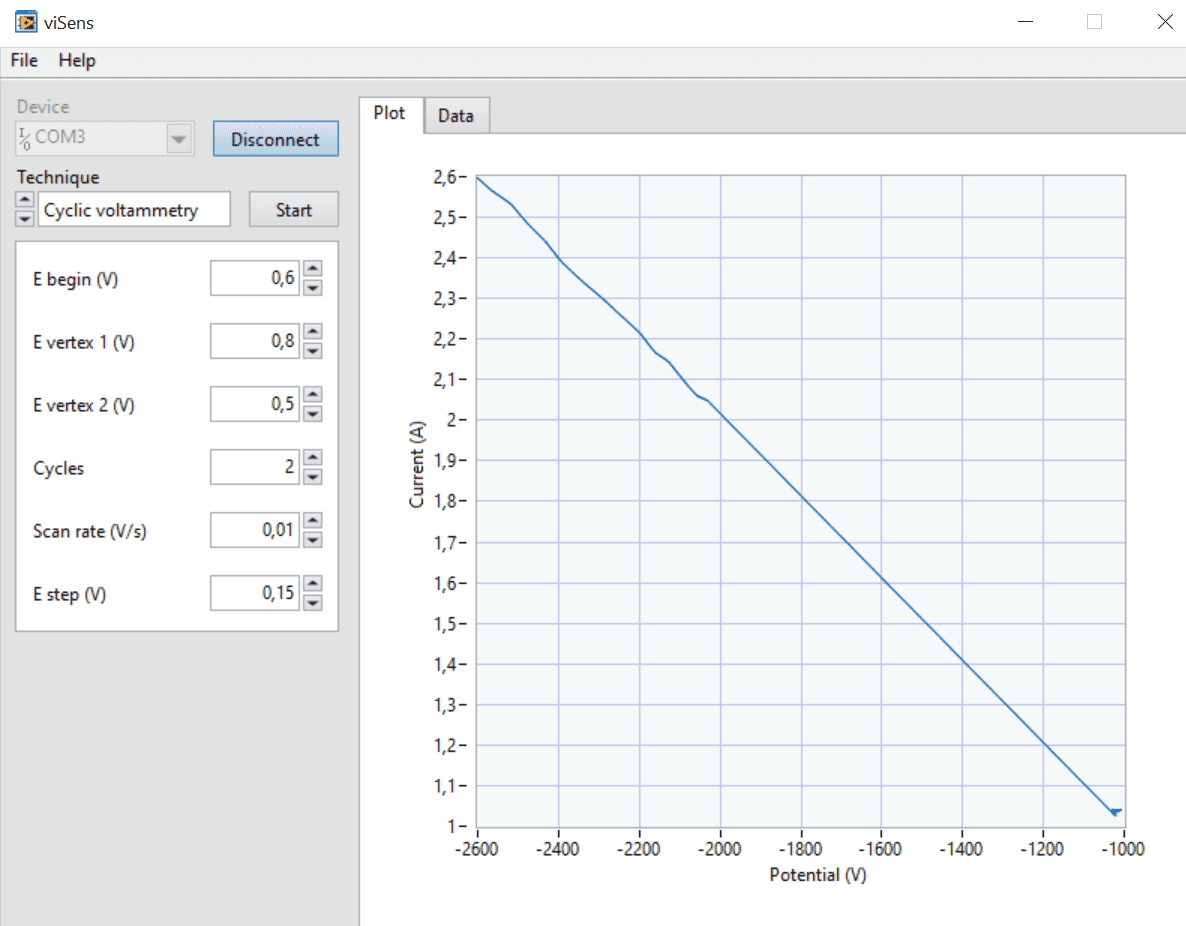 viSens
File Help
Device
I/O COM3 Disconnect
Technique
Cyclic voltammetry Start
E begin (V) 0,6
E vertex 1 (V) 0,8
E vertex 2 (V) 0,5
Cycles 2
Scan rate (V/s) 0,01
E step (V) 0,15
Plot Data
Current (A)
2,6
2,5
2,4
2,3
2,2
2,1
2
1,9
1,8
1,7
1,6
1,5
1,4
1,3
1,2
1,1
1
-2600 -2400 -2200 -2000 -1800 -1600 -1400 -1200 -1000
Potential (V)